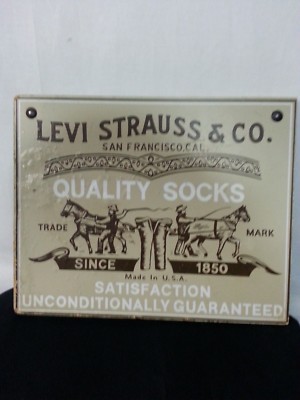 LEVI STRAUSS & CO.
SAN FRANCISCO, CAL.
QUALITY SOCKS
TRADE MARK
SINCE 1850
Made In U.S.A.
SATISFACTION
UNCONDITIONALLY GUARANTEED